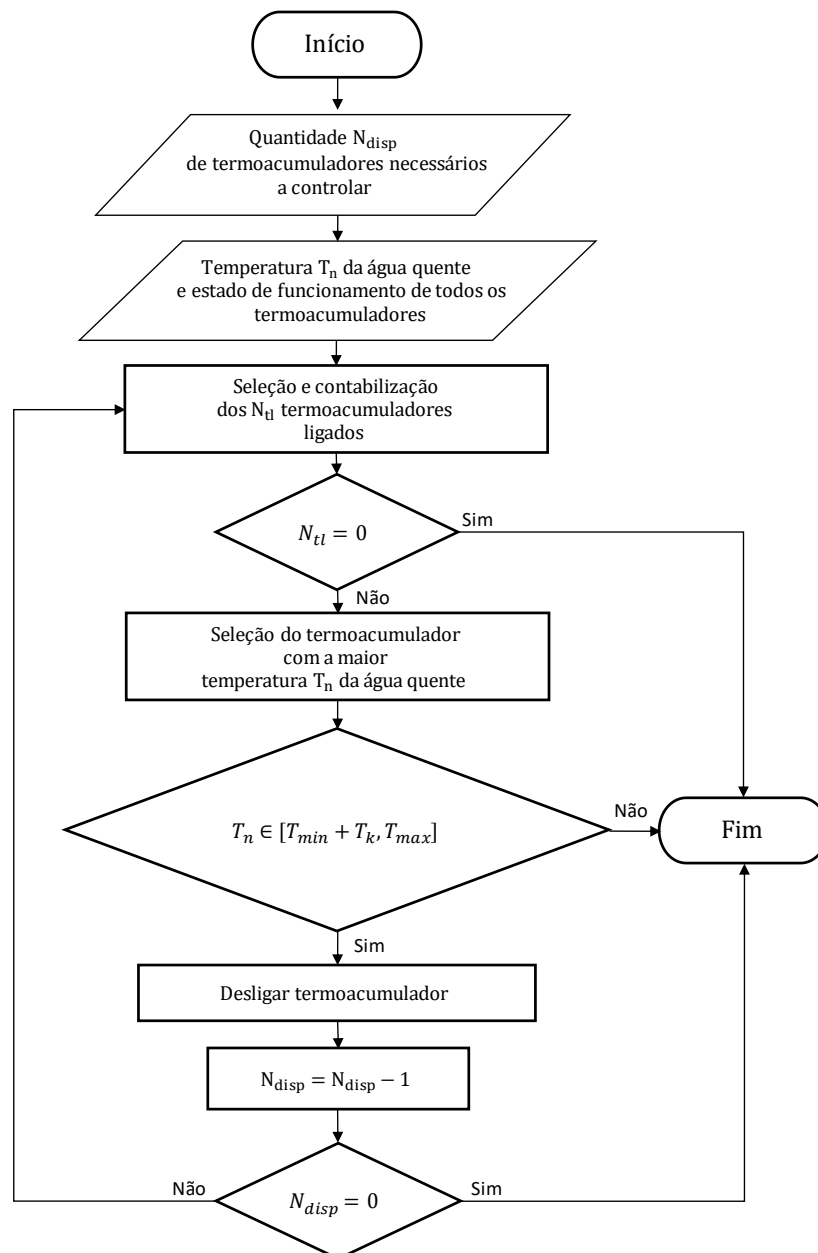 Início
Quantidade N_disp
de termoacumuladores necessários
a controlar
Temperatura T_n da água quente
e estado de funcionamento de todos os
termoacumuladores
Seleção e contabilização
dos N_tl termoacumuladores
ligados
N_tl = 0
Sim
Não
Seleção do termoacumulador
com a maior
temperatura T_n da água quente
T_n ∈ [T_min + T_k, T_max]
Não
Fim
Sim
Desligar termoacumulador
N_disp = N_disp − 1
Não
N_disp = 0
Sim